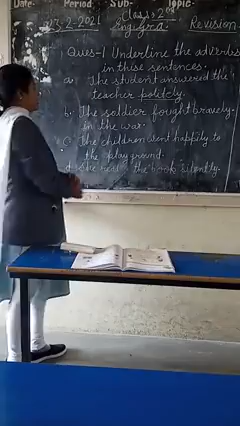 Date: Period Sub- Topic-
23-2-2021 Class 2nd Revision
Ques-1 Underline the adverbs
in these sentences.
a. The student answered the
teacher politely.
b. The soldier fought bravely
in the war.
c. The children went happily to
the playground.
d. She the book silently.